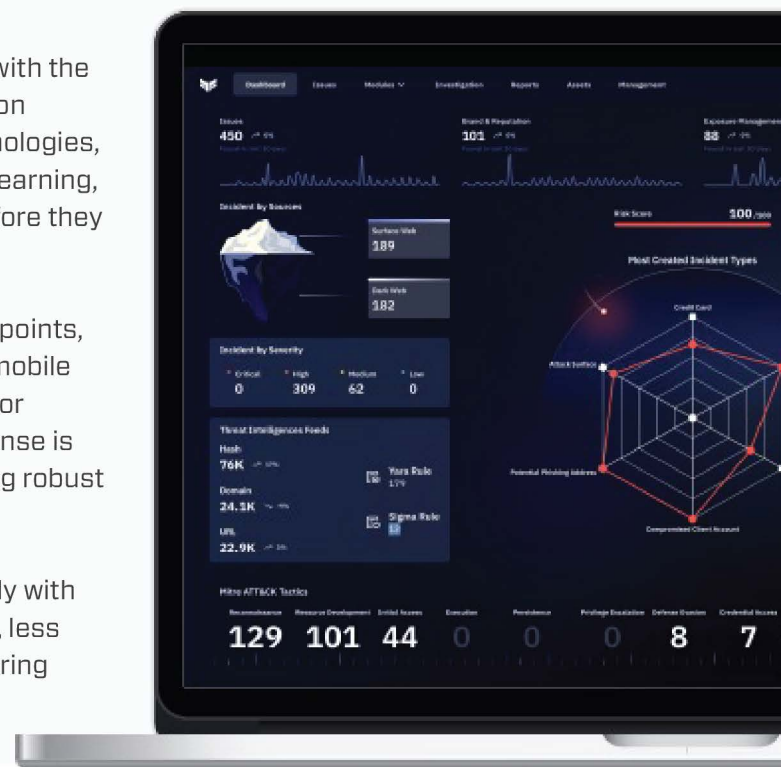 with the
on
nologies,
earning,
fore they
points,
mobile
or
nse is
g robust
ly with
, less
ring
Dashboard Issues Modules Investigation Reports Assets Management
Issues
450
Brand & Reputation
101
Exposure Management
88
Incident by Sources
Surface Web
189
Dark Web
182
Risk Score 100/100
Most Created Incident Types
Credit Card
Attack Surface
Potential Phishing Address
Compromised Client Account
Incident by Severity
Critical High Medium Low
0 309 62 0
Threat Intelligences Feeds
Hash
76K
Domain
24.1K
URL
22.9K
Yara Rule
179
Sigma Rule
13
Mitre ATT&CK Tactics
Reconnaissance Resource Development Initial Access Execution Persistence Privilege Escalation Defense Evasion Credential Access
129 101 44 0 0 0 8 7